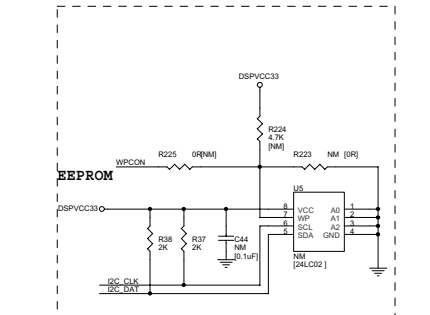 DSPVCC33
R224
4.7K
[NM]
R225 0R[NM]
R223 NM [0R]
WPCON
EEPROM
U5
DSPVCC33
8 VCC A0 1
7 WP A1 2
6 SCL A2 3
5 SDA GND 4
R38
2K
R37
2K
C44
NM
[0.1uF]
NM
[24LC02 ]
I2C_CLK
I2C_DAT